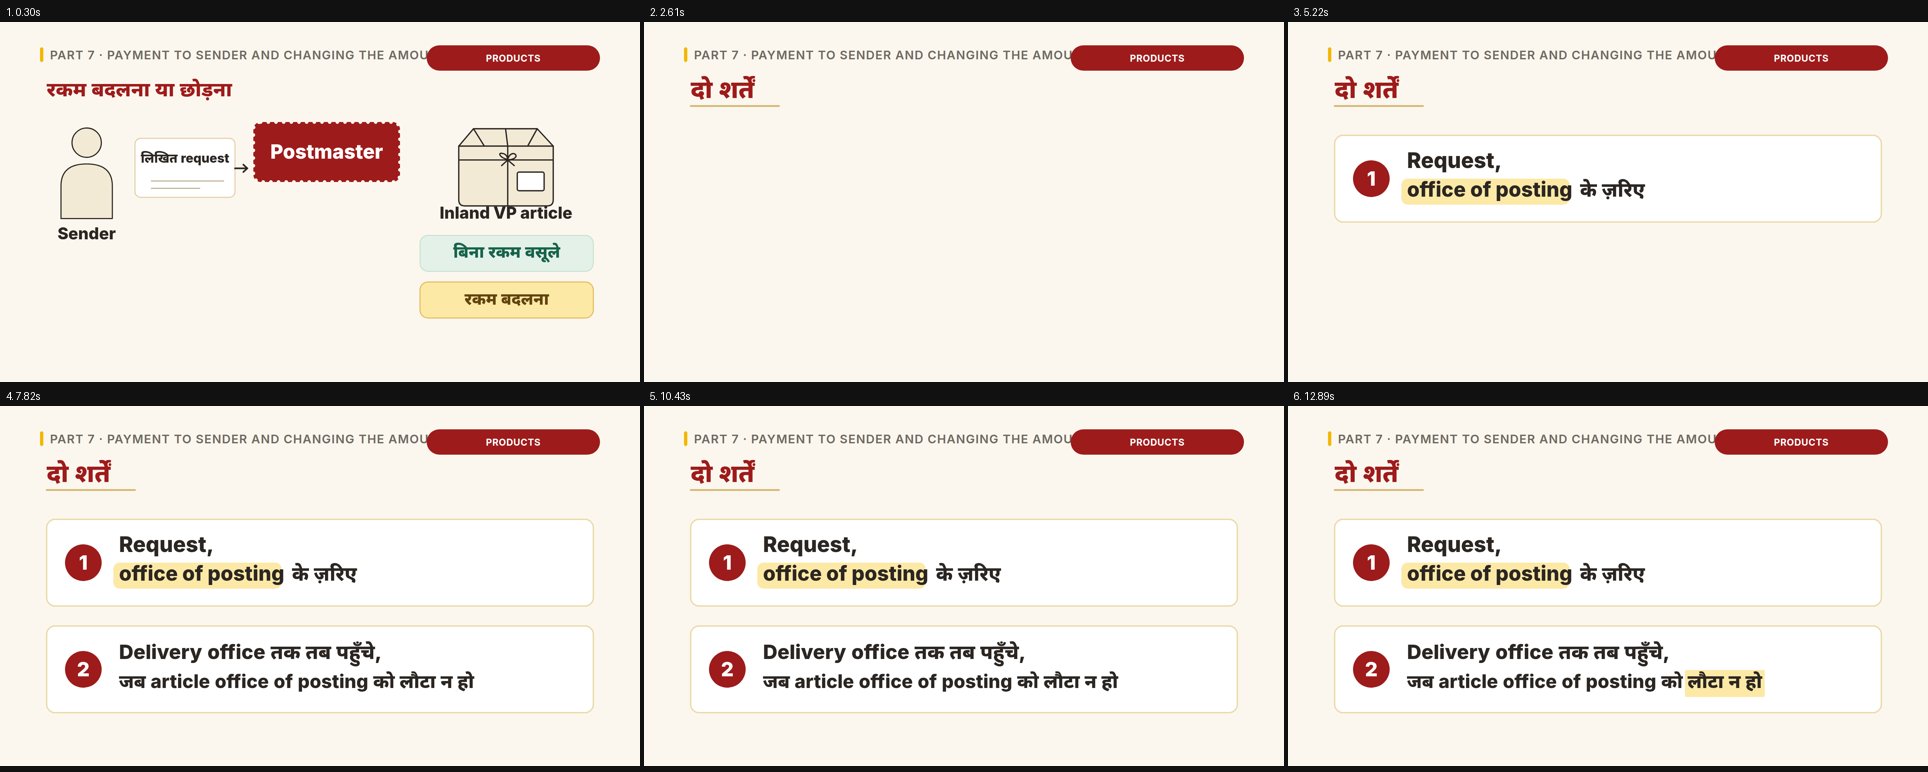 1. 0.30s
PART 7 · PAYMENT TO SENDER AND CHANGING THE AMOU
PRODUCTS
रकम बदलना या छोड़ना
लिखित request
Postmaster
Sender
Inland VP article
बिना रकम वसूले
रकम बदलना
2. 2.61s
PART 7 · PAYMENT TO SENDER AND CHANGING THE AMOU
PRODUCTS
दो शर्तें
3. 5.22s
PART 7 · PAYMENT TO SENDER AND CHANGING THE AMOU
PRODUCTS
दो शर्तें
1
Request,
office of posting के ज़रिए
4. 7.82s
PART 7 · PAYMENT TO SENDER AND CHANGING THE AMOU
PRODUCTS
दो शर्तें
1
Request,
office of posting के ज़रिए
2
Delivery office तक तब पहुँचे,
जब article office of posting को लौटा न हो
5. 10.43s
PART 7 · PAYMENT TO SENDER AND CHANGING THE AMOU
PRODUCTS
दो शर्तें
1
Request,
office of posting के ज़रिए
2
Delivery office तक तब पहुँचे,
जब article office of posting को लौटा न हो
6. 12.89s
PART 7 · PAYMENT TO SENDER AND CHANGING THE AMOU
PRODUCTS
दो शर्तें
1
Request,
office of posting के ज़रिए
2
Delivery office तक तब पहुँचे,
जब article office of posting को लौटा न हो